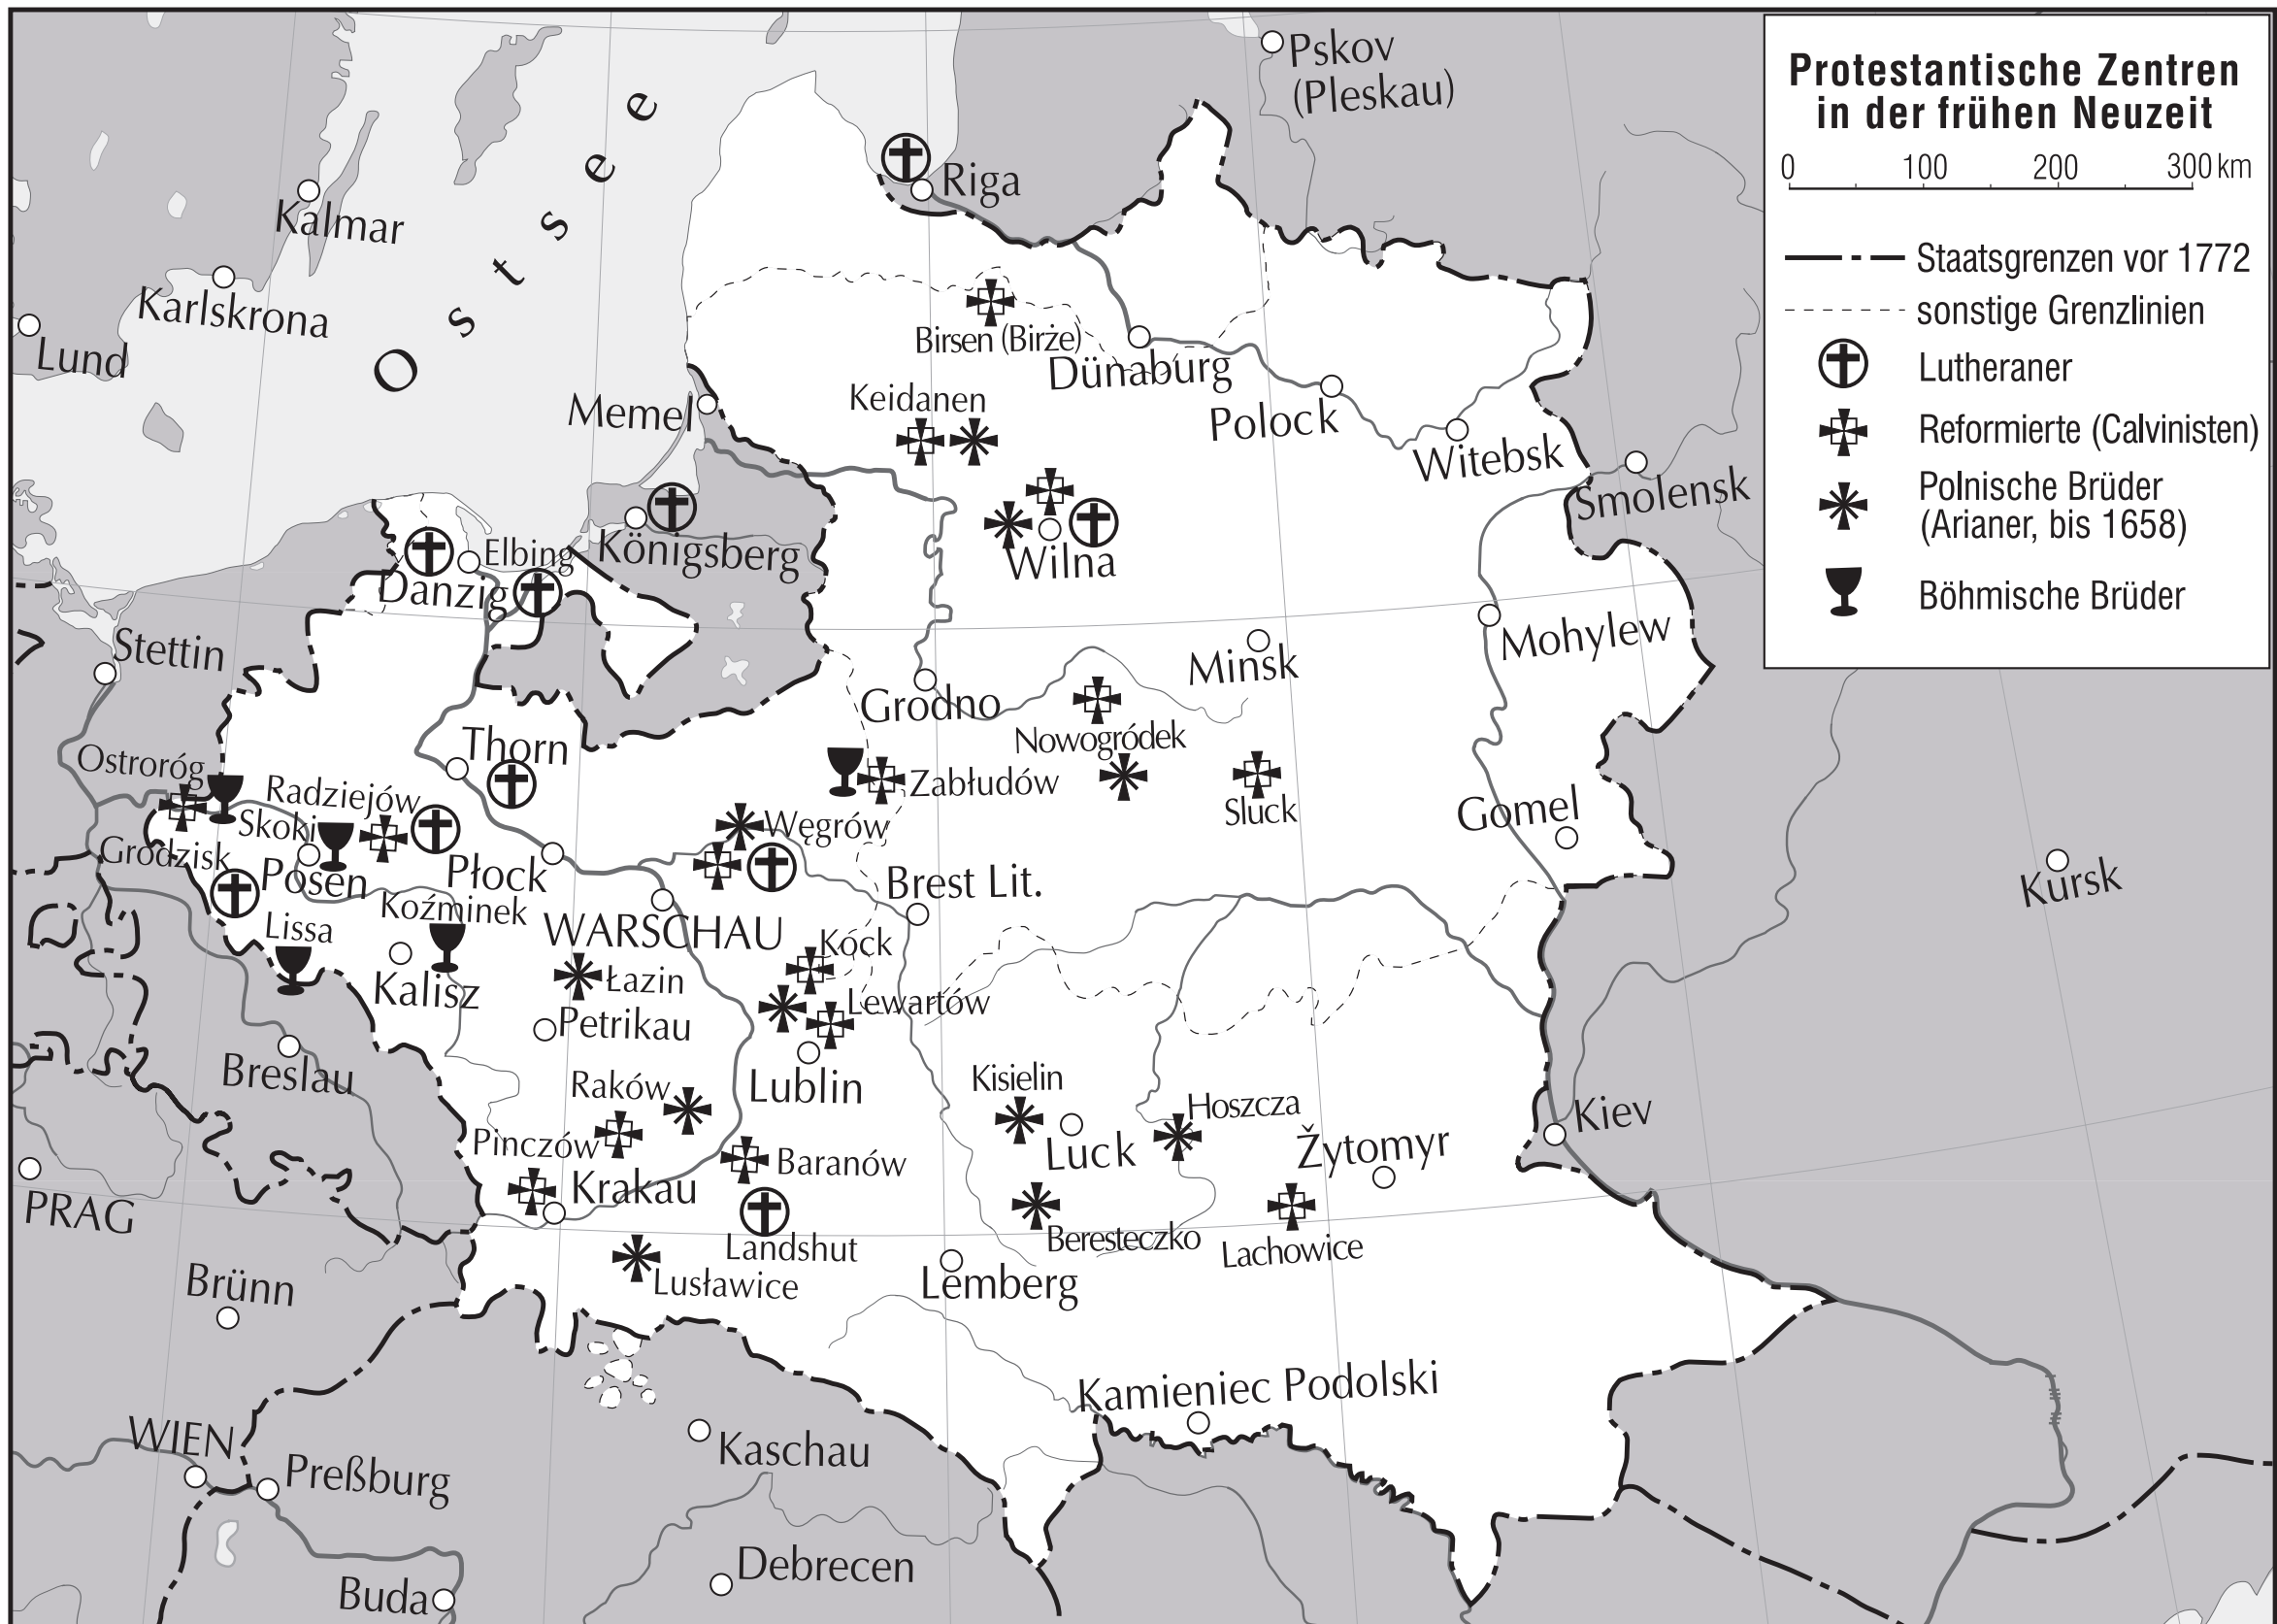 Protestantische Zentren
in der frühen Neuzeit
0 100 200 300 km
Staatsgrenzen vor 1772
sonstige Grenzlinien
Lutheraner
Reformierte (Calvinisten)
Polnische Brüder
(Arianer, bis 1658)
Böhmische Brüder
Pskov
(Pleskau)
Ostsee
Riga
Kalmar
Karlskrona
Lund
Birsen (Birże)
Dünaburg
Memel
Keidanen
Polock
Witebsk
Smolensk
Wilna
Königsberg
Elbing
Danzig
Stettin
Mohylew
Minsk
Grodno
Nowogródek
Thorn
Ostroróg
Radziejów
Zabłudów
Sluck
Gomel
Skoki
Węgrów
Grodzisk
Posen
Płock
Brest Lit.
Kursk
Koźminek
Lissa
WARSCHAU
Kock
Kalisz
Łazin
Lewartów
Petrikau
Breslau
Lublin
Raków
Kisielin
Hoszcza
Kiev
Pinczów
Luck
Žytomyr
Baranów
Krakau
PRAG
Beresteczko
Landshut
Lachowice
Lusławice
Lemberg
Brünn
Kamieniec Podolski
WIEN
Kaschau
Preßburg
Debrecen
Buda